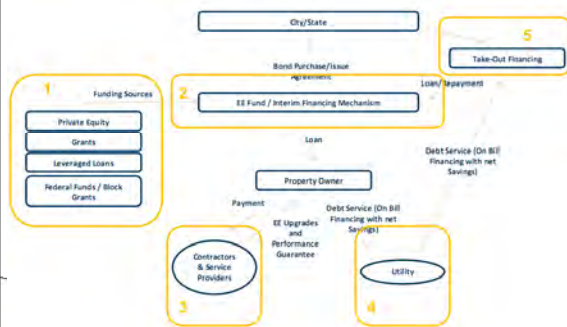 City/State
5
Take-Out Financing
1
Bond Purchase/Issue
Agreement
Loan/Repayment
Funding Sources
2
EE Fund / Interim Financing Mechanism
Private Equity
Grants
Leveraged Loans
Federal Funds / Block
Grants
Loan
Debt Service (On Bill
Financing with net
Savings)
Property Owner
Payment
EE Upgrades
and
Performance
Guarantee
Debt Service (On Bill
Financing with net
Savings)
Contractors
& Service
Providers
3
Utility
4